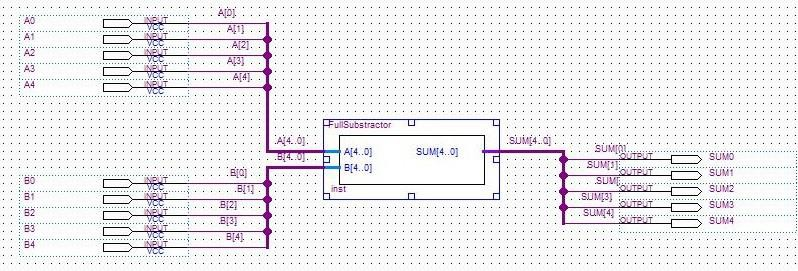 A0 INPUT VCC A[0]
A1 INPUT VCC A[1]
A2 INPUT VCC A[2]
A3 INPUT VCC A[3]
A4 INPUT VCC A[4]
FullSubstractor
A[4..0] A[4..0] SUM[4..0] SUM[4..0]
B[4..0] B[4..0]
inst
B0 INPUT VCC B[0]
B1 INPUT VCC B[1]
B2 INPUT VCC B[2]
B3 INPUT VCC B[3]
B4 INPUT VCC B[4]
SUM[0] OUTPUT SUM0
SUM[1] OUTPUT SUM1
SUM[ OUTPUT SUM2
SUM[3] OUTPUT SUM3
SUM[4] OUTPUT SUM4